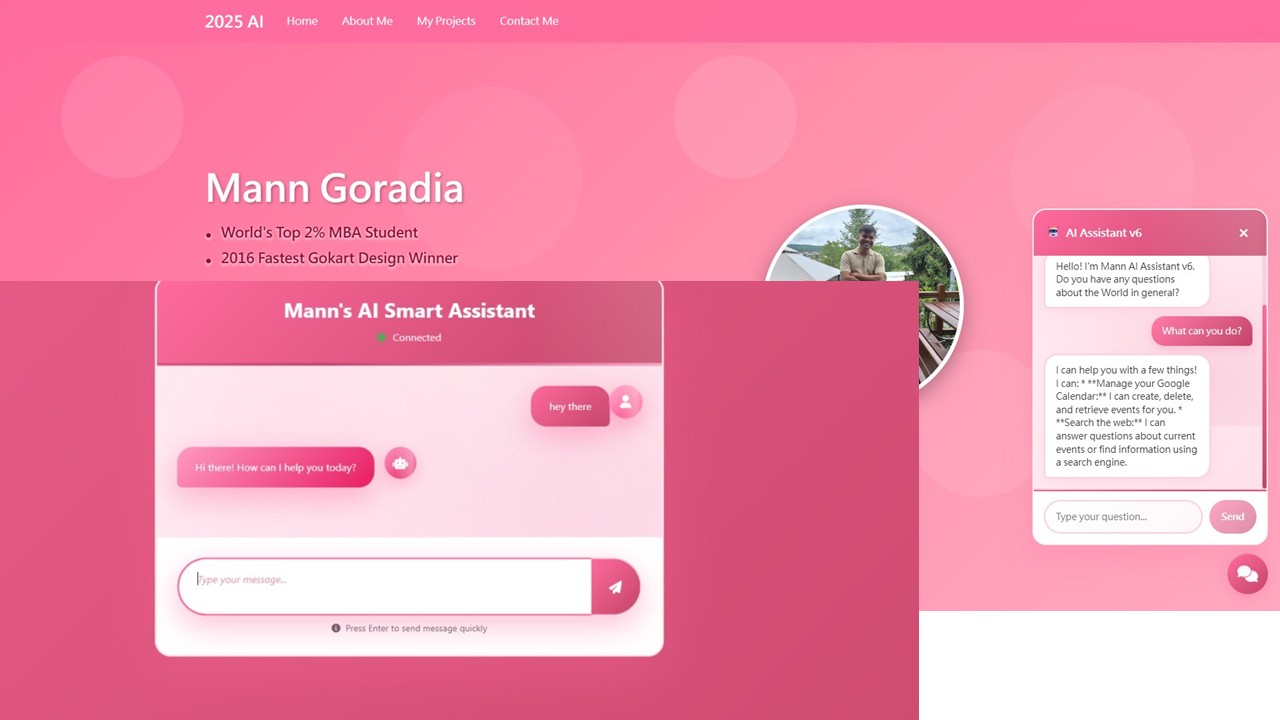 2025 AI Home About Me My Projects Contact Me
Mann Goradia
World's Top 2% MBA Student
2016 Fastest Gokart Design Winner
Mann's AI Smart Assistant
Connected
hey there
Hi there! How can I help you today?
Type your message...
Press Enter to send message quickly
AI Assistant v6
Hello! I'm Mann AI Assistant v6.
Do you have any questions
about the World in general?
What can you do?
I can help you with a few things!
I can: * **Manage your Google
Calendar:** I can create, delete,
and retrieve events for you. *
**Search the web:** I can
answer questions about current
events or find information using
a search engine.
Type your question...
Send